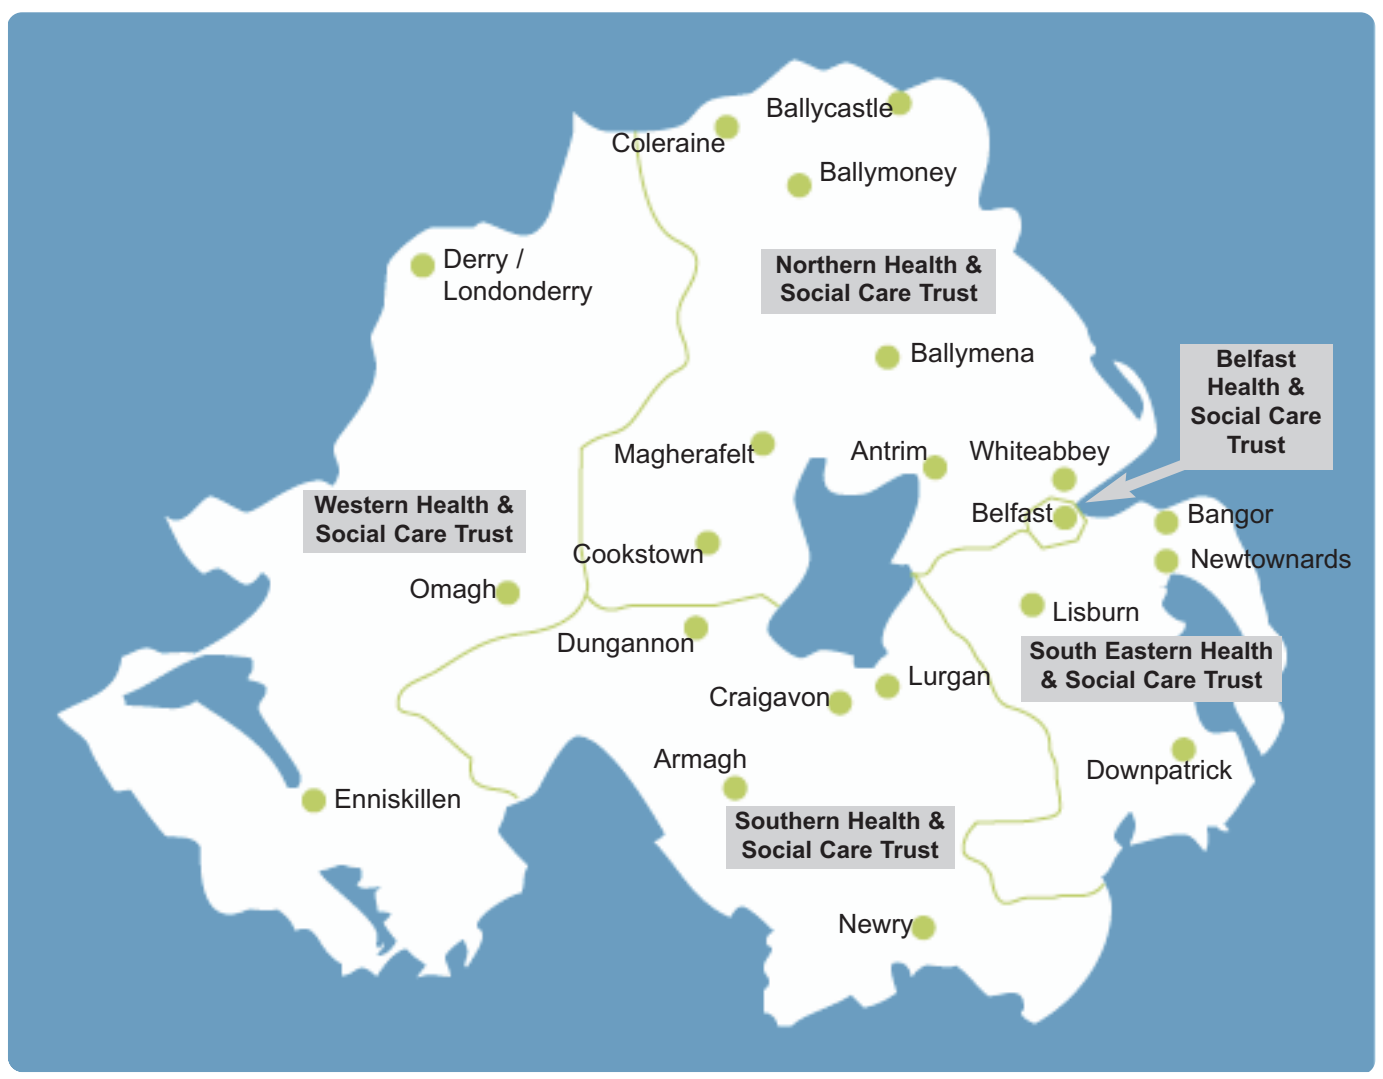 Ballycastle
Coleraine
Ballymoney
Derry /
Londonderry
Northern Health &
Social Care Trust
Ballymena
Belfast
Health &
Social Care
Trust
Magherafelt
Antrim
Whiteabbey
Western Health &
Social Care Trust
Belfast
Bangor
Cookstown
Newtownards
Omagh
Lisburn
Dungannon
South Eastern Health
& Social Care Trust
Lurgan
Craigavon
Armagh
Downpatrick
Enniskillen
Southern Health &
Social Care Trust
Newry